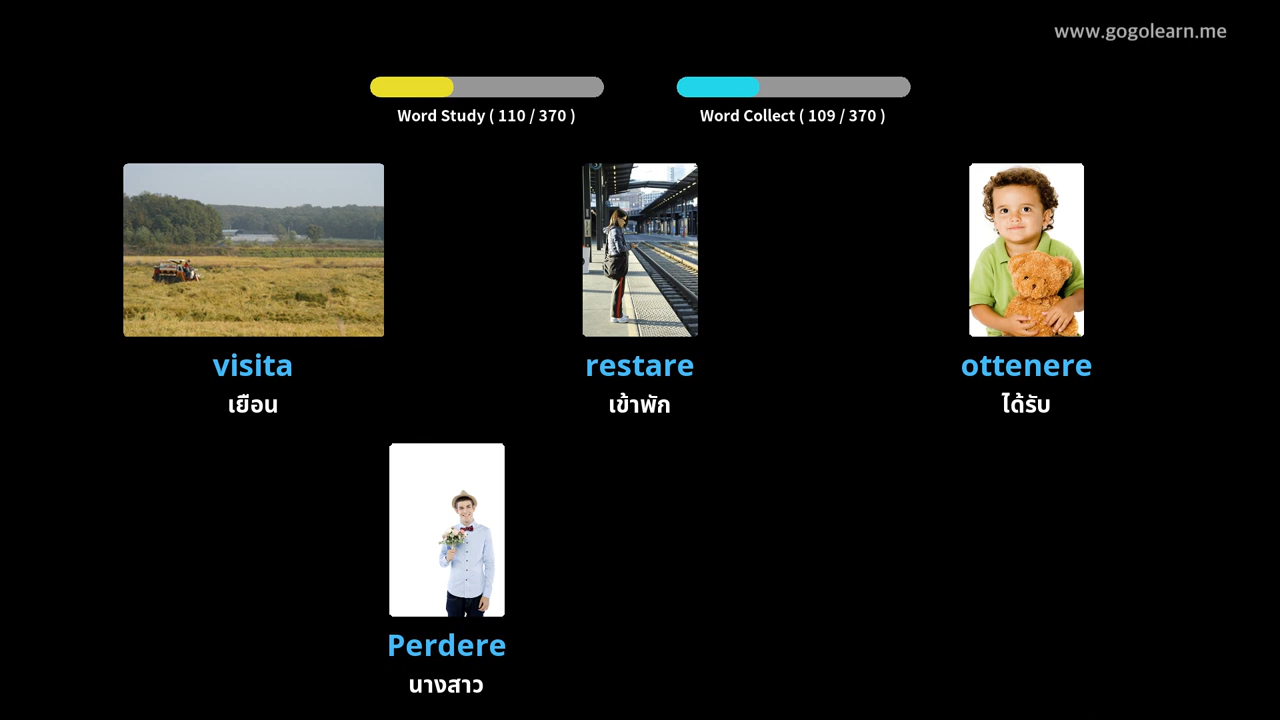 www.gogolearn.me
Word Study ( 110 / 370 )
Word Collect ( 109 / 370 )
visita
เยือน
restare
เข้าพัก
ottenere
ได้รับ
Perdere
นางสาว